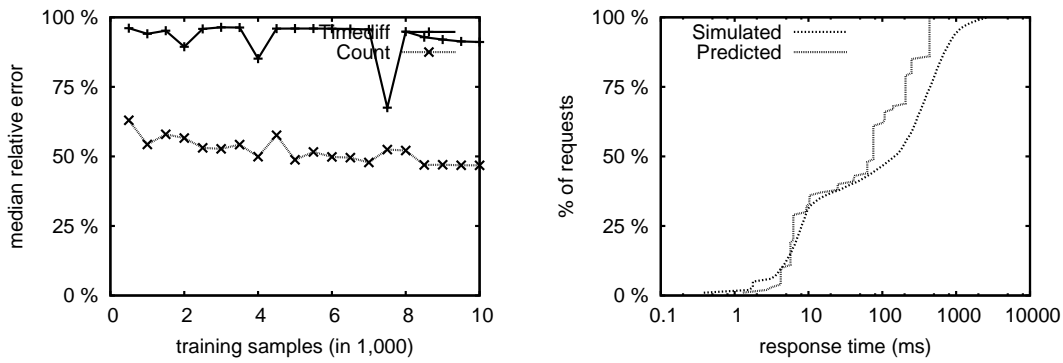 100 %
75 %
50 %
25 %
0 %
median relative error
0 2 4 6 8 10
training samples (in 1,000)
Timediff
Count
100 %
75 %
50 %
25 %
0 %
% of requests
0.1 1 10 100 1000 10000
response time (ms)
Simulated
Predicted